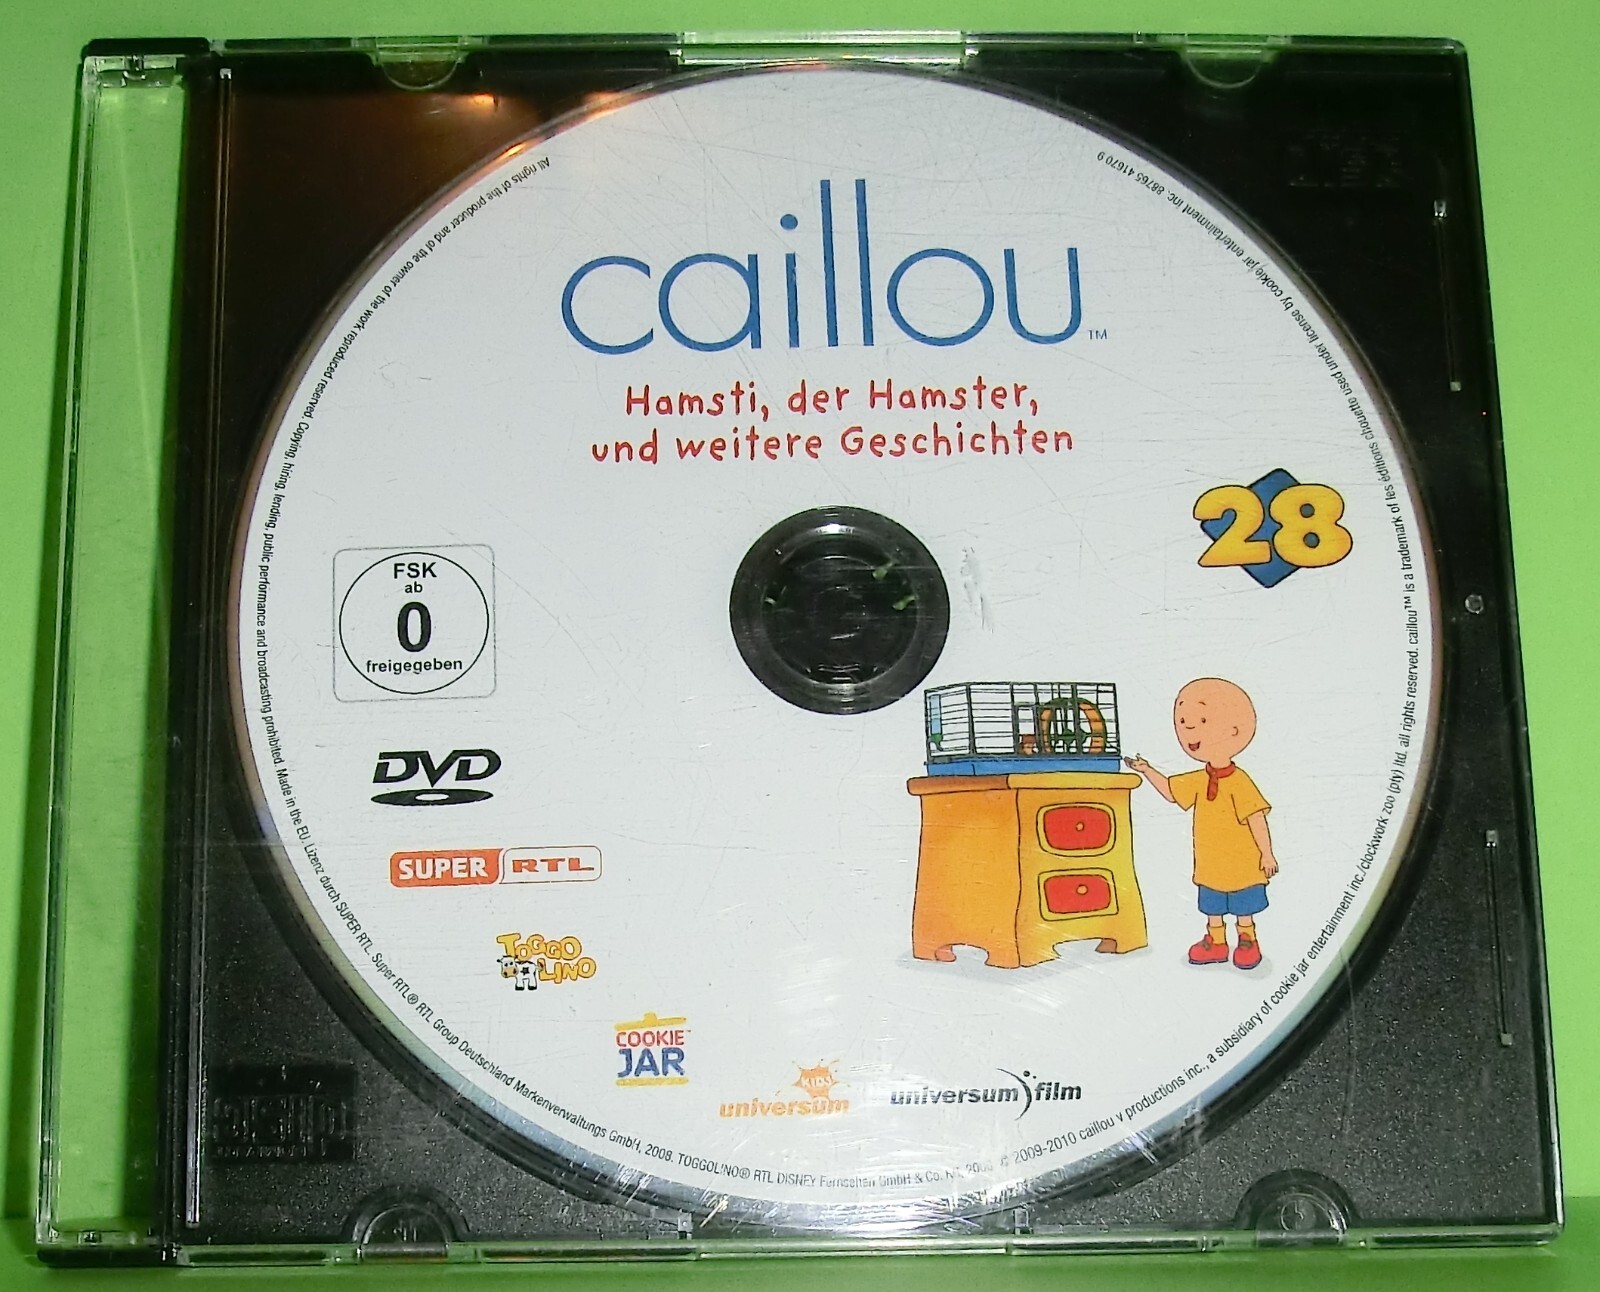 caillou™
Hamsti, der Hamster,
und weitere Geschichten
28
FSK
ab
0
freigegeben
DVD
SUPER RTL
TOGGO
LINO
COOKIE™
JAR
KIDS
universum
universum film
All rights of the producer and of the owner of the work reproduced reserved. Copying, hiring, lending, public performance and broadcasting prohibited. Made in the EU. Lizenz durch SUPER RTL. Super RTL® RTL Group Deutschland Markenverwaltungs GmbH, 2008. TOGGOLINO® RTL DISNEY Fernsehen GmbH & Co. © 2009-2010 caillou v productions inc., a subsidiary of cookie jar entertainment inc./clockwork zoo (pty) ltd. all rights reserved. caillou™ is a trademark of les éditions chouette used under license by cookie jar entertainment inc. 88765 41670 9